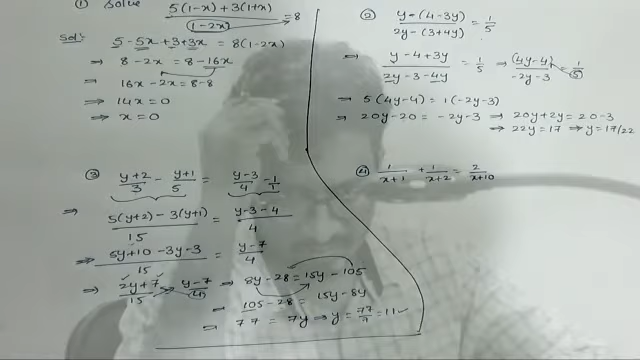 ① Solve 5(1-x)+3(1+x) / (1-2x) = 8
Sol: 5-5x+3+3x = 8(1-2x)
⇒ 8-2x = 8-16x
⇒ 16x-2x = 8-8
⇒ 14x = 0
⇒ x = 0
② y-(4-3y) / 2y-(3+4y) = 1/5
⇒ y-4+3y / 2y-3-4y = 1/5 ⇒ (4y-4) / -2y-3 = 1/5
⇒ 5(4y-4) = 1(-2y-3)
⇒ 20y-20 = -2y-3 ⇒ 20y+2y = 20-3
⇒ 22y = 17 ⇒ y = 17/22
③ y+2/3 - y+1/5 = y-3/4 - 1/1
⇒ 5(y+2)-3(y+1) / 15 = y-3-4 / 4
⇒ 5y+10-3y-3 / 15 = y-7 / 4
⇒ 2y+7 / 15 = y-7 / 4 ⇒ 8y-28 = 15y-105
⇒ 105-28 = 15y-8y
⇒ 77 = 7y ⇒ y = 77/7 = 11
④ 1/x+1 + 1/x+2 = 2/x+10